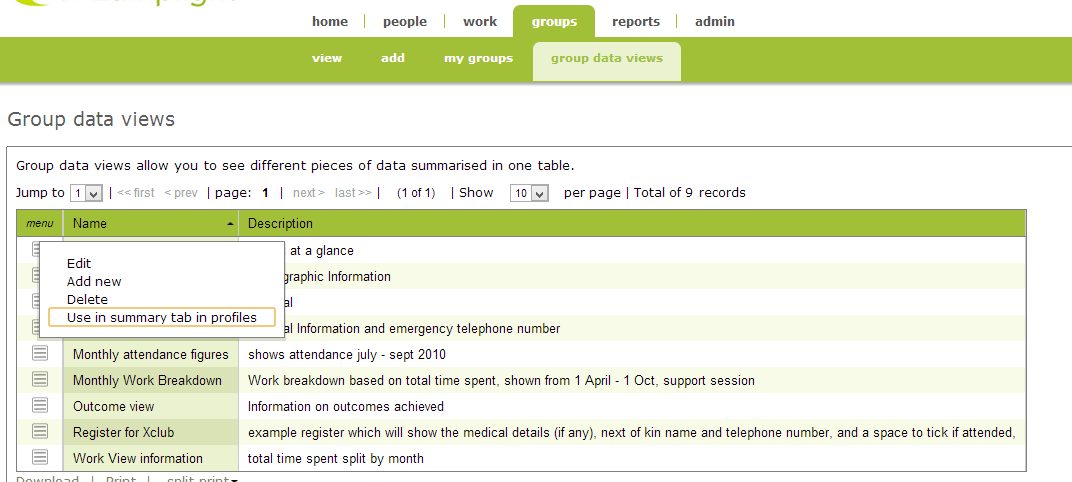 home people work groups reports admin
view add my groups group data views
Group data views
Group data views allow you to see different pieces of data summarised in one table.
Jump to 1 | << first < prev | page: 1 | next > last >> | (1 of 1) | Show 10 per page | Total of 9 records
menu Name Description
at a glance
Edit
graphic Information
Add new
Delete
Use in summary tab in profiles
Information and emergency telephone number
Monthly attendance figures shows attendance july - sept 2010
Monthly Work Breakdown Work breakdown based on total time spent, shown from 1 April - 1 Oct, support session
Outcome view Information on outcomes achieved
Register for Xclub example register which will show the medical details (if any), next of kin name and telephone number, and a space to tick if attended,
Work View information total time spent split by month
Download | Print | split print